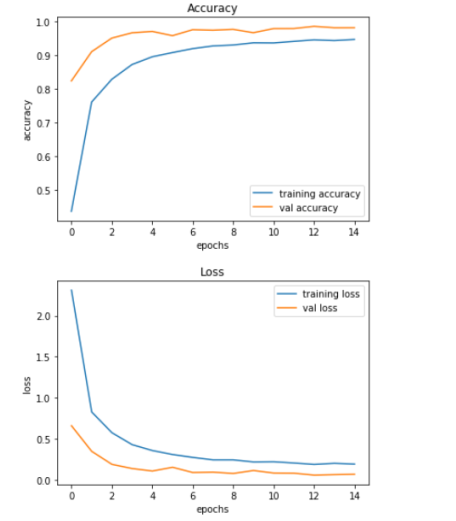 Accuracy
1.0
0.9
0.8
0.7
0.6
0.5
accuracy
training accuracy
val accuracy
0 2 4 6 8 10 12 14
epochs
Loss
training loss
val loss
2.0
1.5
1.0
0.5
0.0
loss
0 2 4 6 8 10 12 14
epochs